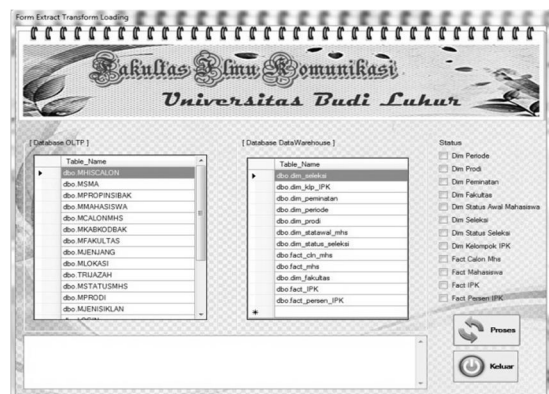 Form Extract Transform Loading
Fakultas Ilmu Komunikasi
Universitas Budi Luhur
[ Database OLTP ]
Table_Name
dbo.MHISCALON
dbo.MSMA
dbo.MPROPINSIBAK
dbo.MMAHASISWA
dbo.MCALONMHS
dbo.MKABKODBAK
dbo.MFAKULTAS
dbo.MJENJANG
dbo.MLOKASI
dbo.TRIJAZAH
dbo.MSTATUSMHS
dbo.MPRODI
dbo.MJENISIKLAN
[ Database DataWarehouse ]
Table_Name
dbo.dim_seleksi
dbo.dim_klp_IPK
dbo.dim_peminatan
dbo.dim_periode
dbo.dim_prodi
dbo.dim_statawal_mhs
dbo.dim_status_seleksi
dbo.fact_cln_mhs
dbo.fact_mhs
dbo.dim_fakultas
dbo.fact_IPK
dbo.fact_persen_IPK
Status
Dim Periode
Dim Prodi
Dim Peminatan
Dim Fakultas
Dim Status Awal Mahasiswa
Dim Seleksi
Dim Status Seleksi
Dim Kelompok IPK
Fact Calon Mhs
Fact Mahasiswa
Fact IPK
Fact Persen IPK
Proses
Keluar